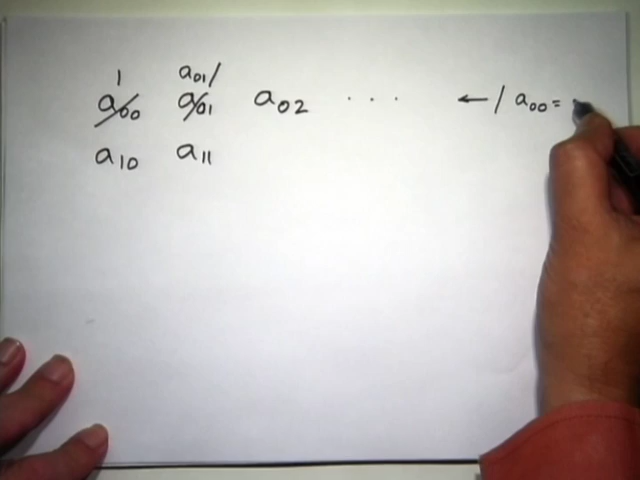 1 a01/
a00 a01 a02 . . . ← / a00 =
a10 a11